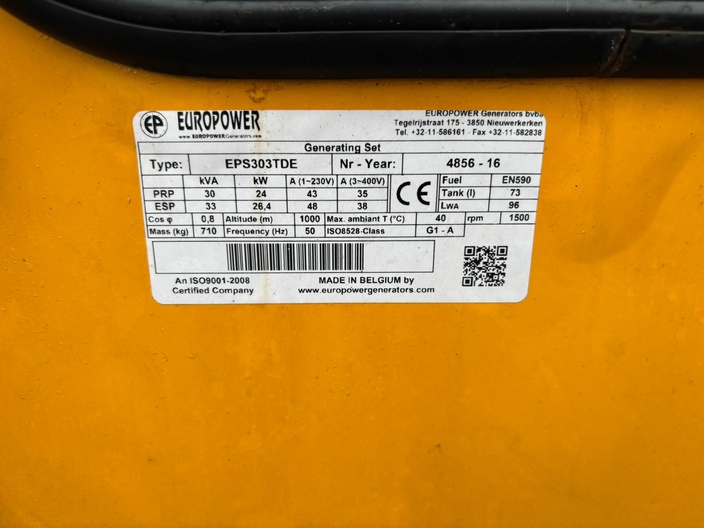 EP EUROPOWER
www.EUROPOWERGenerators.com
EUROPOWER Generators bvba
Tegelrijstraat 175 - 3850 Nieuwerkerken
Tel. +32-11-586161 - Fax +32-11-582838
Generating Set
Type: EPS303TDE Nr - Year: 4856 - 16
kVA kW A (1~230V) A (3~400V) CE Fuel EN590
PRP 30 24 43 35 Tank (l) 73
ESP 33 26,4 48 38 LWA 96
Cos φ 0,8 Altitude (m) 1000 Max. ambiant T (°C) 40 rpm 1500
Mass (kg) 710 Frequency (Hz) 50 ISO8528-Class G1 - A
An ISO9001-2008
Certified Company
MADE IN BELGIUM by
www.europowergenerators.com